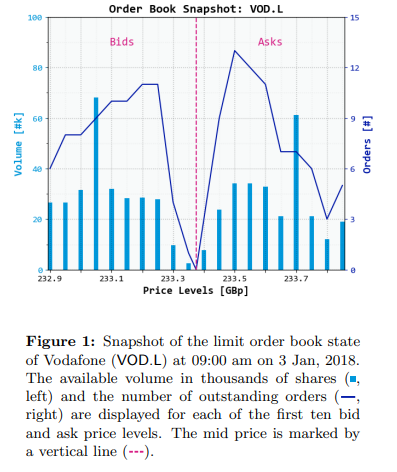 Order Book Snapshot: VOD.L
Bids
Asks
Volume [#k]
100
80
60
40
20
0
Orders [#]
15
12
9
6
3
0
232.9
233.1
233.3
233.5
233.7
Price Levels [GBp]
Figure 1: Snapshot of the limit order book state
of Vodafone (VOD.L) at 09:00 am on 3 Jan, 2018.
The available volume in thousands of shares (■,
left) and the number of outstanding orders (—,
right) are displayed for each of the first ten bid
and ask price levels. The mid price is marked by
a vertical line (---).